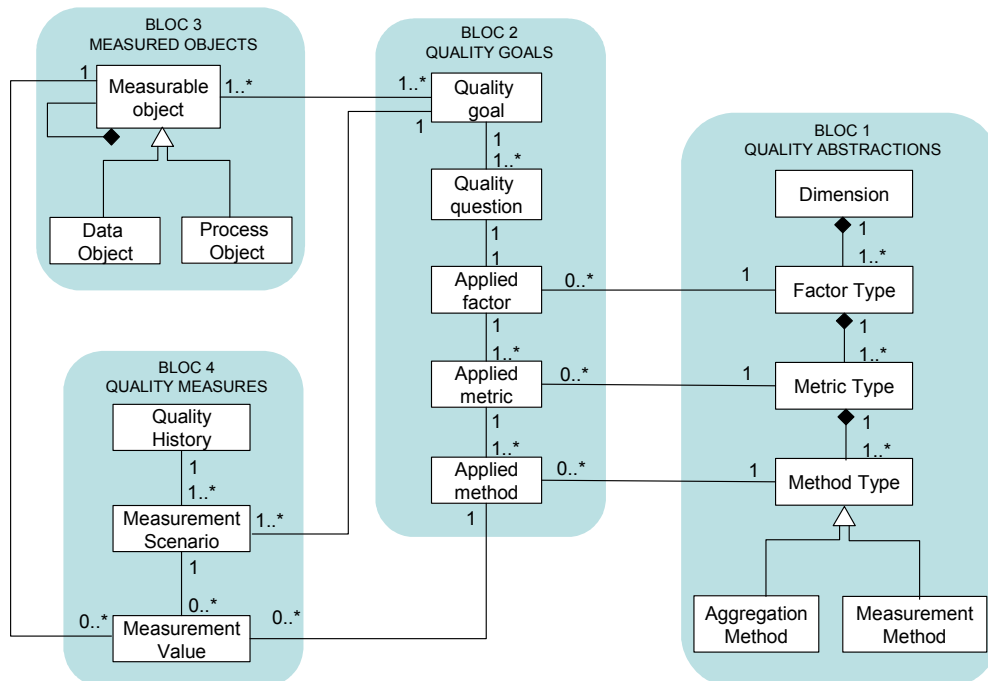 BLOC 3
MEASURED OBJECTS
1
Measurable
object
1..*
Data
Object
Process
Object
BLOC 2
QUALITY GOALS
1..*
Quality
goal
1
1
1..*
Quality
question
1
1
Applied
factor
0..*
1
1..*
Applied
metric
0..*
1
1..*
Applied
method
0..*
1
BLOC 1
QUALITY ABSTRACTIONS
Dimension
1
1..*
1
Factor Type
1
1..*
1
Metric Type
1
1..*
1
Method Type
Aggregation
Method
Measurement
Method
BLOC 4
QUALITY MEASURES
Quality
History
1
1..*
Measurement
Scenario
1..*
1
0..*
0..*
Measurement
Value
0..*